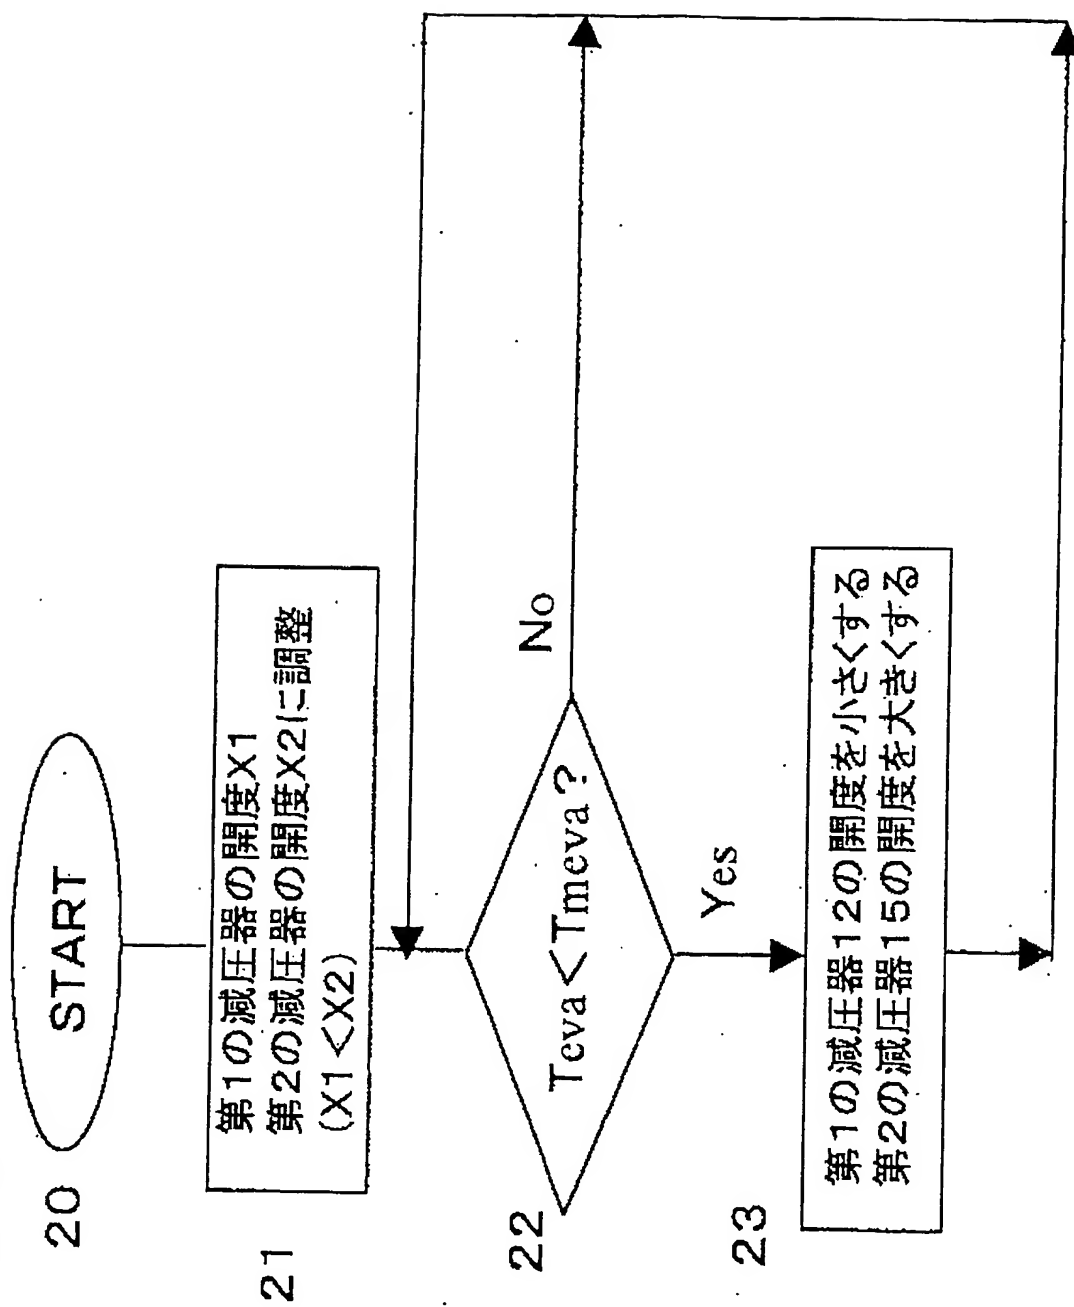 20
START
21
第1の減圧器の開度X1
第2の減圧器の開度X2に調整
(X1<X2)
22
Teva<Tmeva?
No
Yes
23
第1の減圧器12の開度を小さくする
第2の減圧器15の開度を大きくする